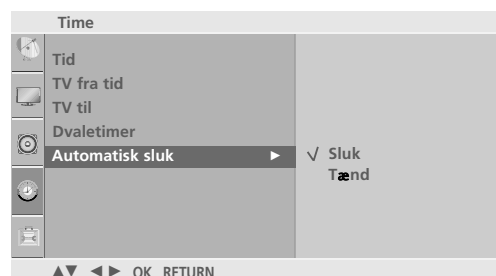 Time
Tid
TV fra tid
TV til
Dvaletimer
Automatisk sluk ► √ Sluk
Tænd
▲▼ ◄► OK RETURN